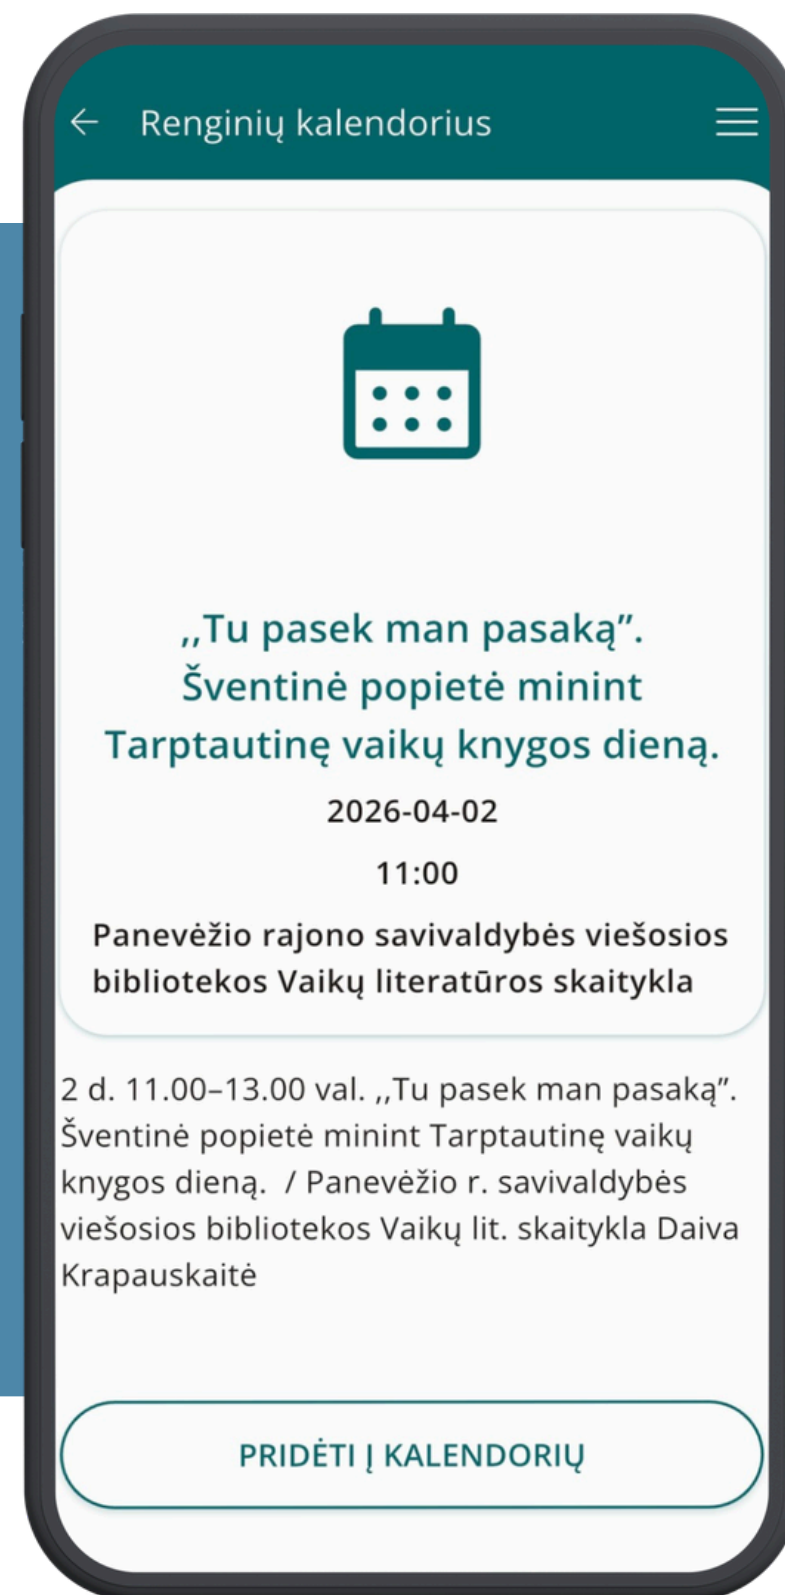 Renginių kalendorius
,,Tu pasek man pasaką”.
Šventinė popietė minint
Tarptautinę vaikų knygos dieną.
2026-04-02
11:00
Panevėžio rajono savivaldybės viešosios
bibliotekos Vaikų literatūros skaitykla
2 d. 11.00–13.00 val. ,,Tu pasek man pasaką”.
Šventinė popietė minint Tarptautinę vaikų
knygos dieną.  / Panevėžio r. savivaldybės
viešosios bibliotekos Vaikų lit. skaitykla Daiva
Krapauskaitė
PRIDĖTI Į KALENDORIŲ